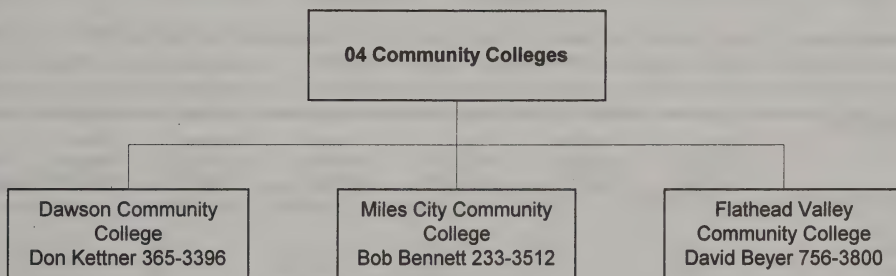 04 Community Colleges
Dawson Community
College
Don Kettner 365-3396
Miles City Community
College
Bob Bennett 233-3512
Flathead Valley
Community College
David Beyer 756-3800